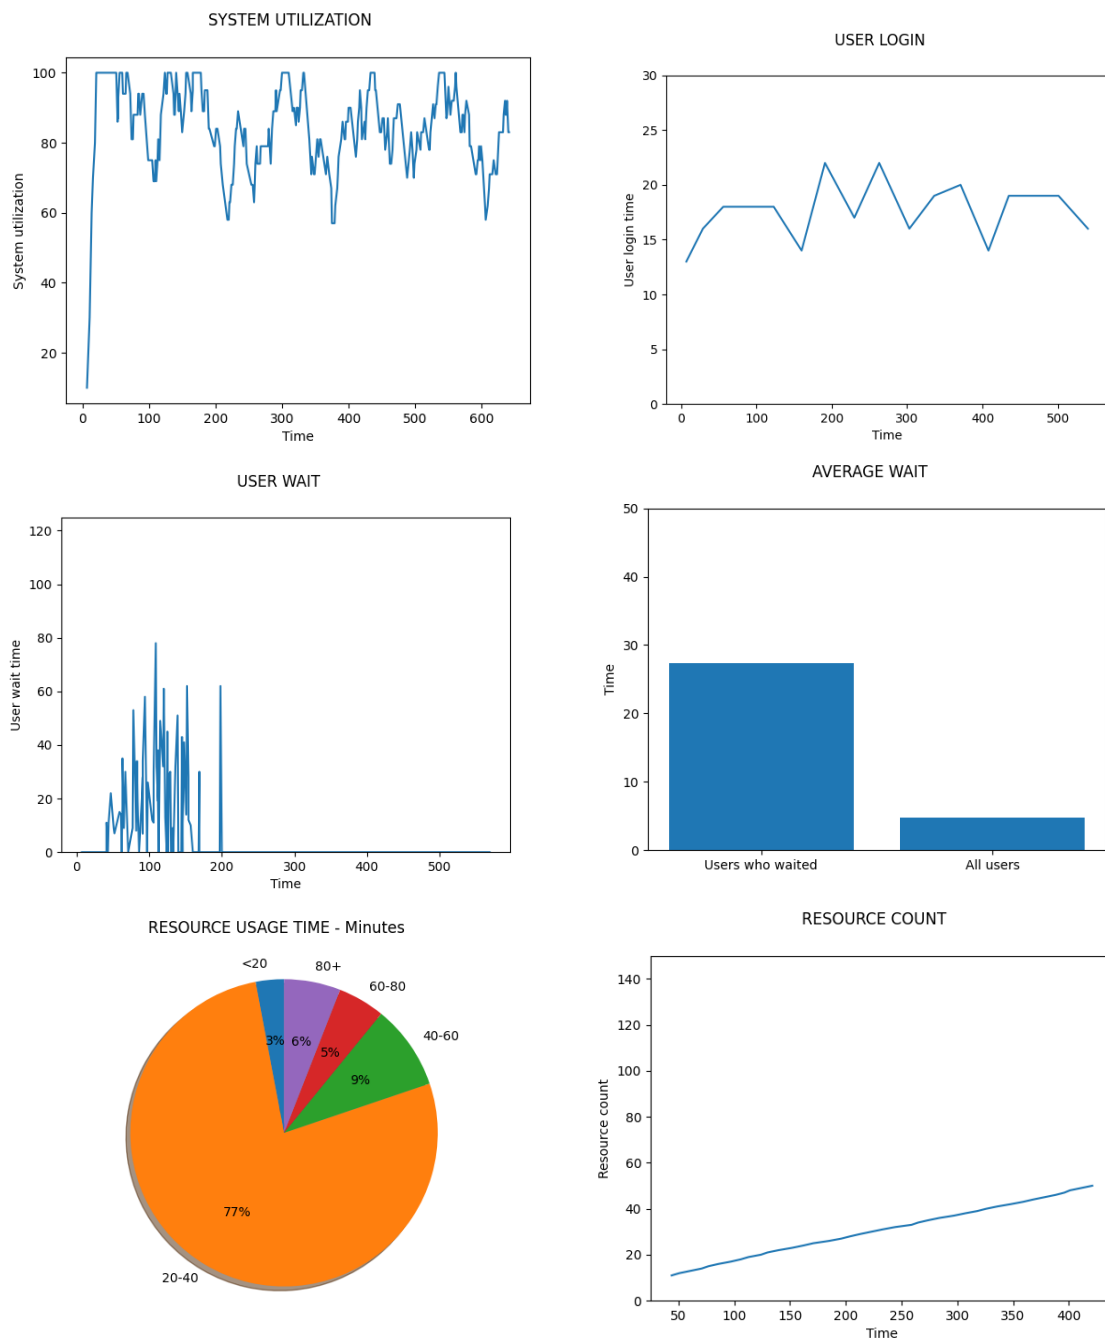 SYSTEM UTILIZATION
100
80
60
40
20
System utilization
0 100 200 300 400 500 600
Time
USER LOGIN
30
25
20
15
10
5
0
User login time
0 100 200 300 400 500
Time
USER WAIT
120
100
80
60
40
20
0
User wait time
0 100 200 300 400 500
Time
AVERAGE WAIT
50
40
30
20
10
0
Time
Users who waited All users
RESOURCE USAGE TIME - Minutes
<20
80+
60-80
40-60
20-40
3%
6%
5%
9%
77%
RESOURCE COUNT
140
120
100
80
60
40
20
0
Resource count
50 100 150 200 250 300 350 400
Time